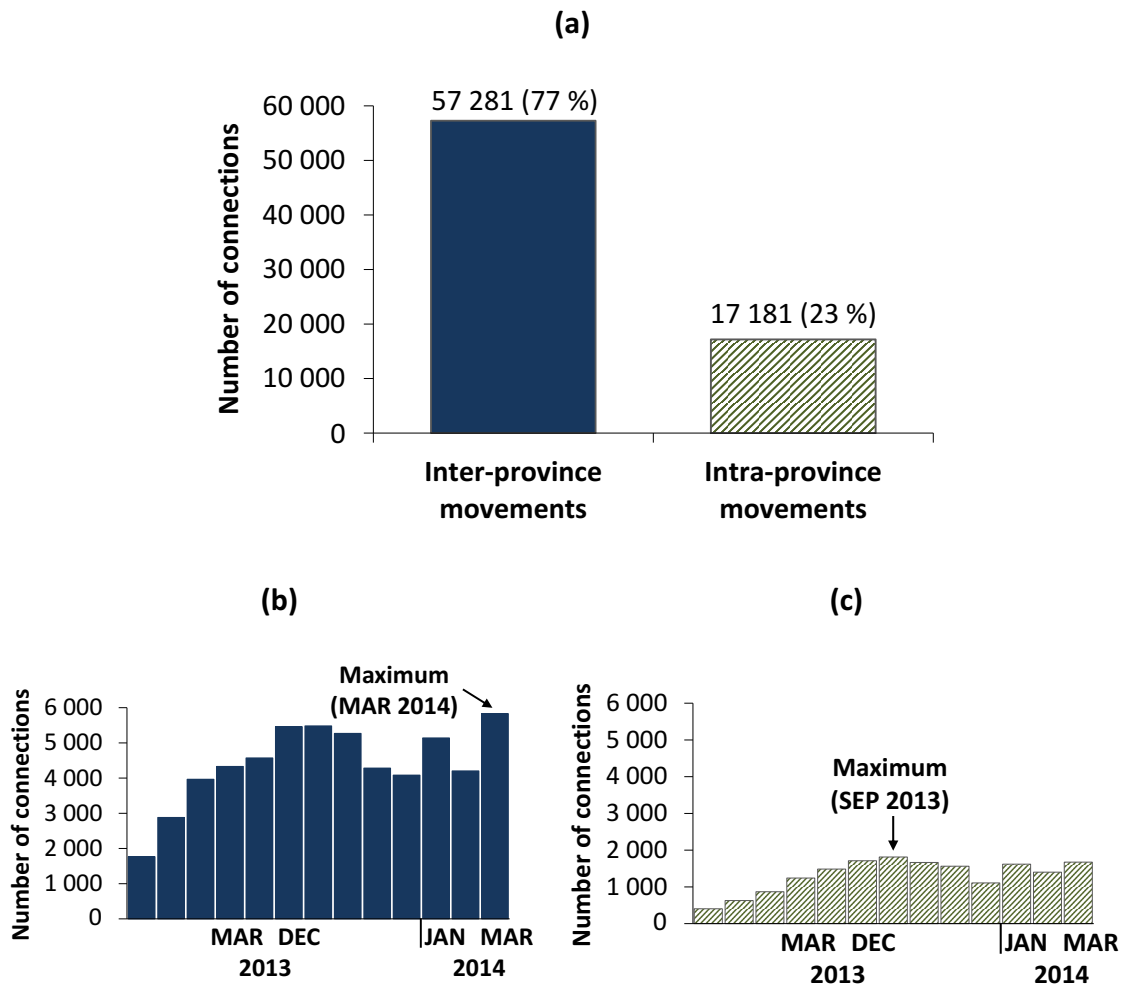 (a)
Number of connections
60 000
50 000
40 000
30 000
20 000
10 000
0
57 281 (77 %)
17 181 (23 %)
Inter-province
movements
Intra-province
movements
(b)
Number of connections
6 000
5 000
4 000
3 000
2 000
1 000
0
Maximum
(MAR 2014)
MAR DEC JAN MAR
2013 2014
(c)
Number of connections
6 000
5 000
4 000
3 000
2 000
1 000
0
Maximum
(SEP 2013)
MAR DEC JAN MAR
2013 2014